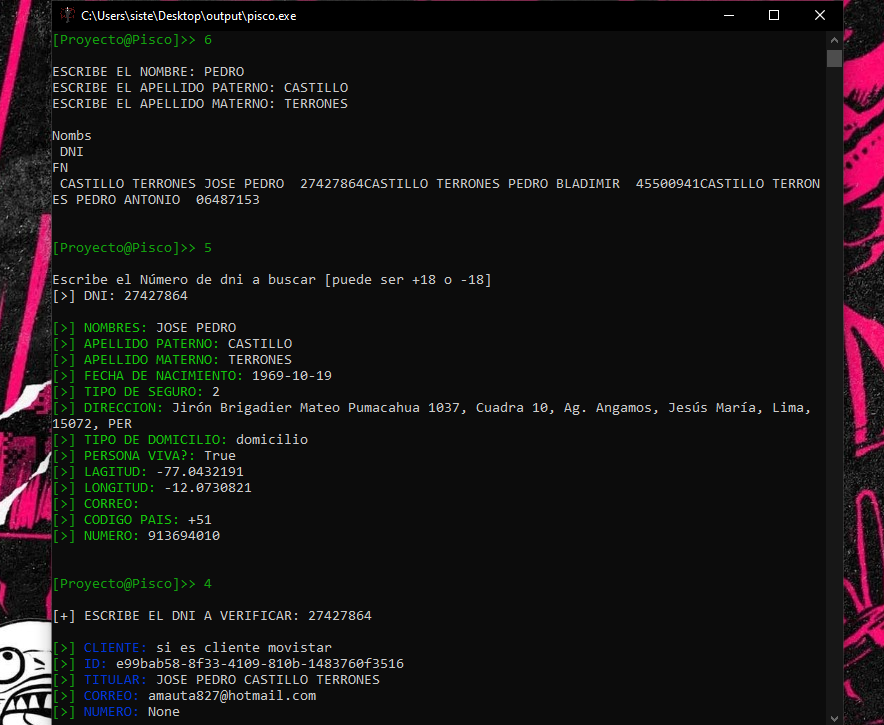 C:\Users\siste\Desktop\output\pisco.exe
[Proyecto@Pisco]>> 6
ESCRIBE EL NOMBRE: PEDRO
ESCRIBE EL APELLIDO PATERNO: CASTILLO
ESCRIBE EL APELLIDO MATERNO: TERRONES
Nombs
DNI
FN
CASTILLO TERRONES JOSE PEDRO  27427864CASTILLO TERRONES PEDRO BLADIMIR  45500941CASTILLO TERRON
ES PEDRO ANTONIO  06487153
[Proyecto@Pisco]>> 5
Escribe el Número de dni a buscar [puede ser +18 o -18]
[>] DNI: 27427864
[>] NOMBRES: JOSE PEDRO
[>] APELLIDO PATERNO: CASTILLO
[>] APELLIDO MATERNO: TERRONES
[>] FECHA DE NACIMIENTO: 1969-10-19
[>] TIPO DE SEGURO: 2
[>] DIRECCION: Jirón Brigadier Mateo Pumacahua 1037, Cuadra 10, Ag. Angamos, Jesús María, Lima,
15072, PER
[>] TIPO DE DOMICILIO: domicilio
[>] PERSONA VIVA?: True
[>] LAGITUD: -77.0432191
[>] LONGITUD: -12.0730821
[>] CORREO:
[>] CODIGO PAIS: +51
[>] NUMERO: 913694010
[Proyecto@Pisco]>> 4
[+] ESCRIBE EL DNI A VERIFICAR: 27427864
[>] CLIENTE: si es cliente movistar
[>] ID: e99bab58-8f33-4109-810b-1483760f3516
[>] TITULAR: JOSE PEDRO CASTILLO TERRONES
[>] CORREO: amauta827@hotmail.com
[>] NUMERO: None